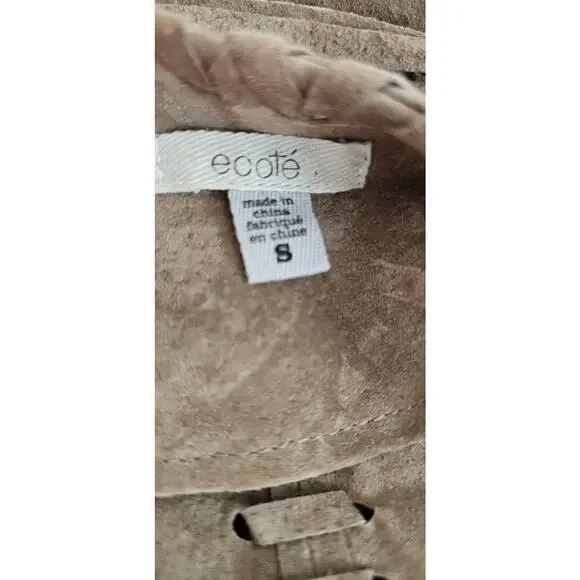 ecoté
made in
china
fabriqué
en chine
S